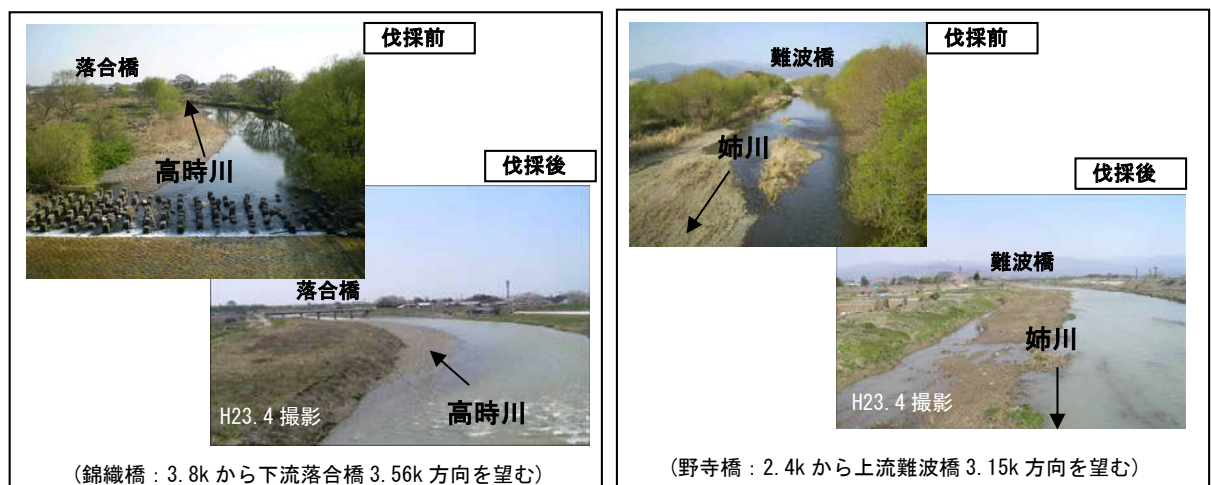 伐採前
落合橋
高時川
伐採後
落合橋
高時川
H23.4 撮影
(錦織橋：3.8k から下流落合橋 3.56k 方向を望む)
伐採前
難波橋
姉川
伐採後
難波橋
姉川
H23.4 撮影
(野寺橋：2.4k から上流難波橋 3.15k 方向を望む)